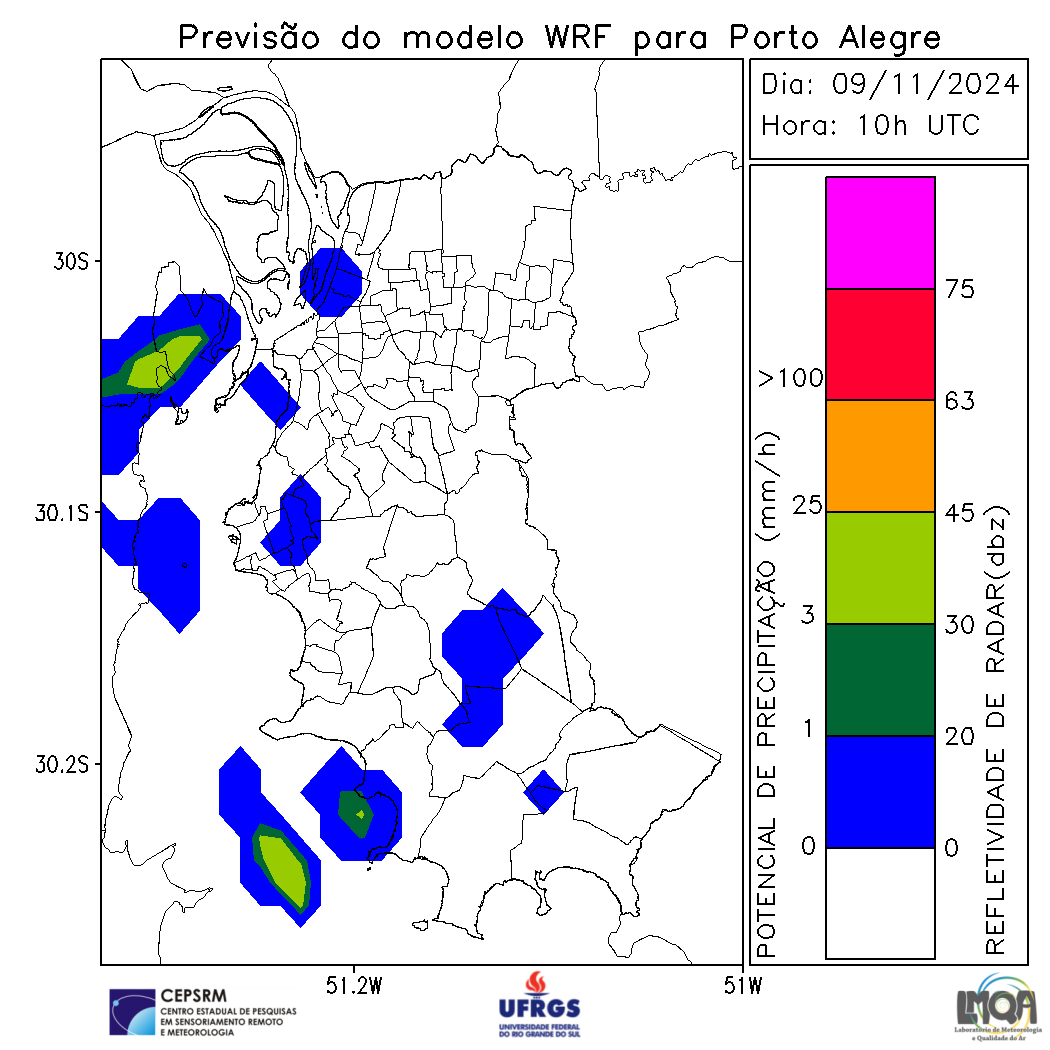 Previsão do modelo WRF para Porto Alegre
Dia: 09/11/2024
Hora: 10h UTC
30S
30.1S
30.2S
51.2W
51W
POTENCIAL DE PRECIPITAÇÃO (mm/h)
>100
25
3
1
0
75
63
45
30
20
0
REFLETIVIDADE DE RADAR(dbz)
CEPSRM
CENTRO ESTADUAL DE PESQUISAS
EM SENSORIAMENTO REMOTO
E METEOROLOGIA
UFRGS
UNIVERSIDADE FEDERAL
DO RIO GRANDE DO SUL
LMQA
Laboratório de Meteorologia
e Qualidade do Ar